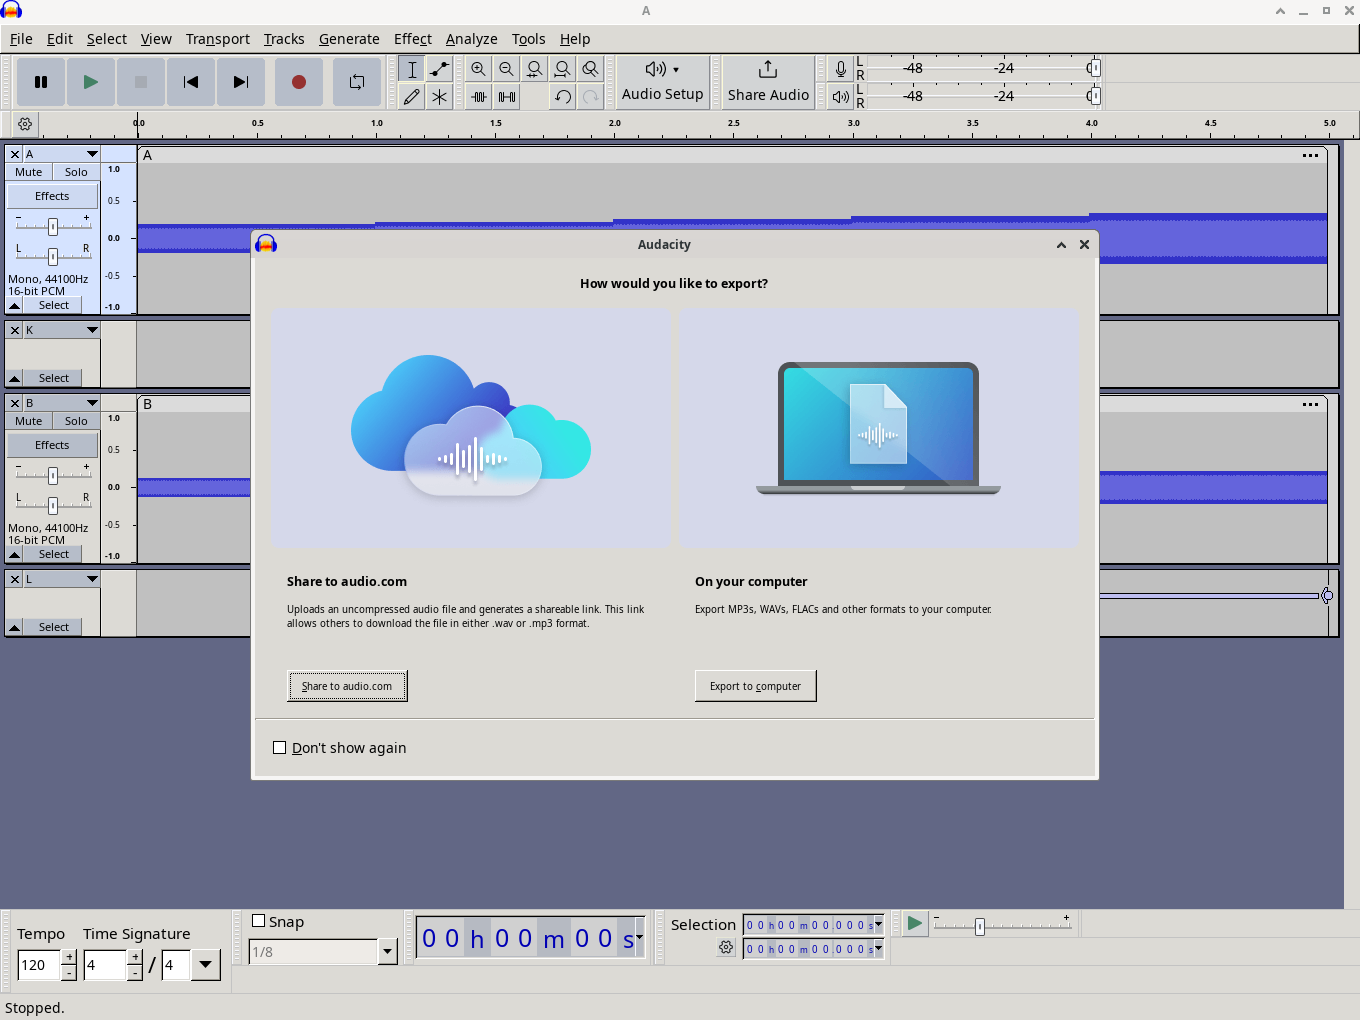 A
File Edit Select View Transport Tracks Generate Effect Analyze Tools Help
Audio Setup
Share Audio
L
R
-48 -24 0
L
R
-48 -24 0
0.0 0.5 1.0 1.5 2.0 2.5 3.0 3.5 4.0 4.5 5.0
A
Mute Solo
Effects
- +
L R
Mono, 44100Hz
16-bit PCM
Select
1.0
0.5
0.0
-0.5
-1.0
A
K
Select
B
Mute Solo
Effects
- +
L R
Mono, 44100Hz
16-bit PCM
Select
1.0
0.5
0.0
-0.5
-1.0
B
L
Select
Audacity
How would you like to export?
Share to audio.com
Uploads an uncompressed audio file and generates a shareable link. This link
allows others to download the file in either .wav or .mp3 format.
Share to audio.com
On your computer
Export MP3s, WAVs, FLACs and other formats to your computer.
Export to computer
Don't show again
Tempo
120
Time Signature
4 / 4
Snap
1/8
00h00m00s
Selection
00h00m00.000s
00h00m00.000s
- +
Stopped.